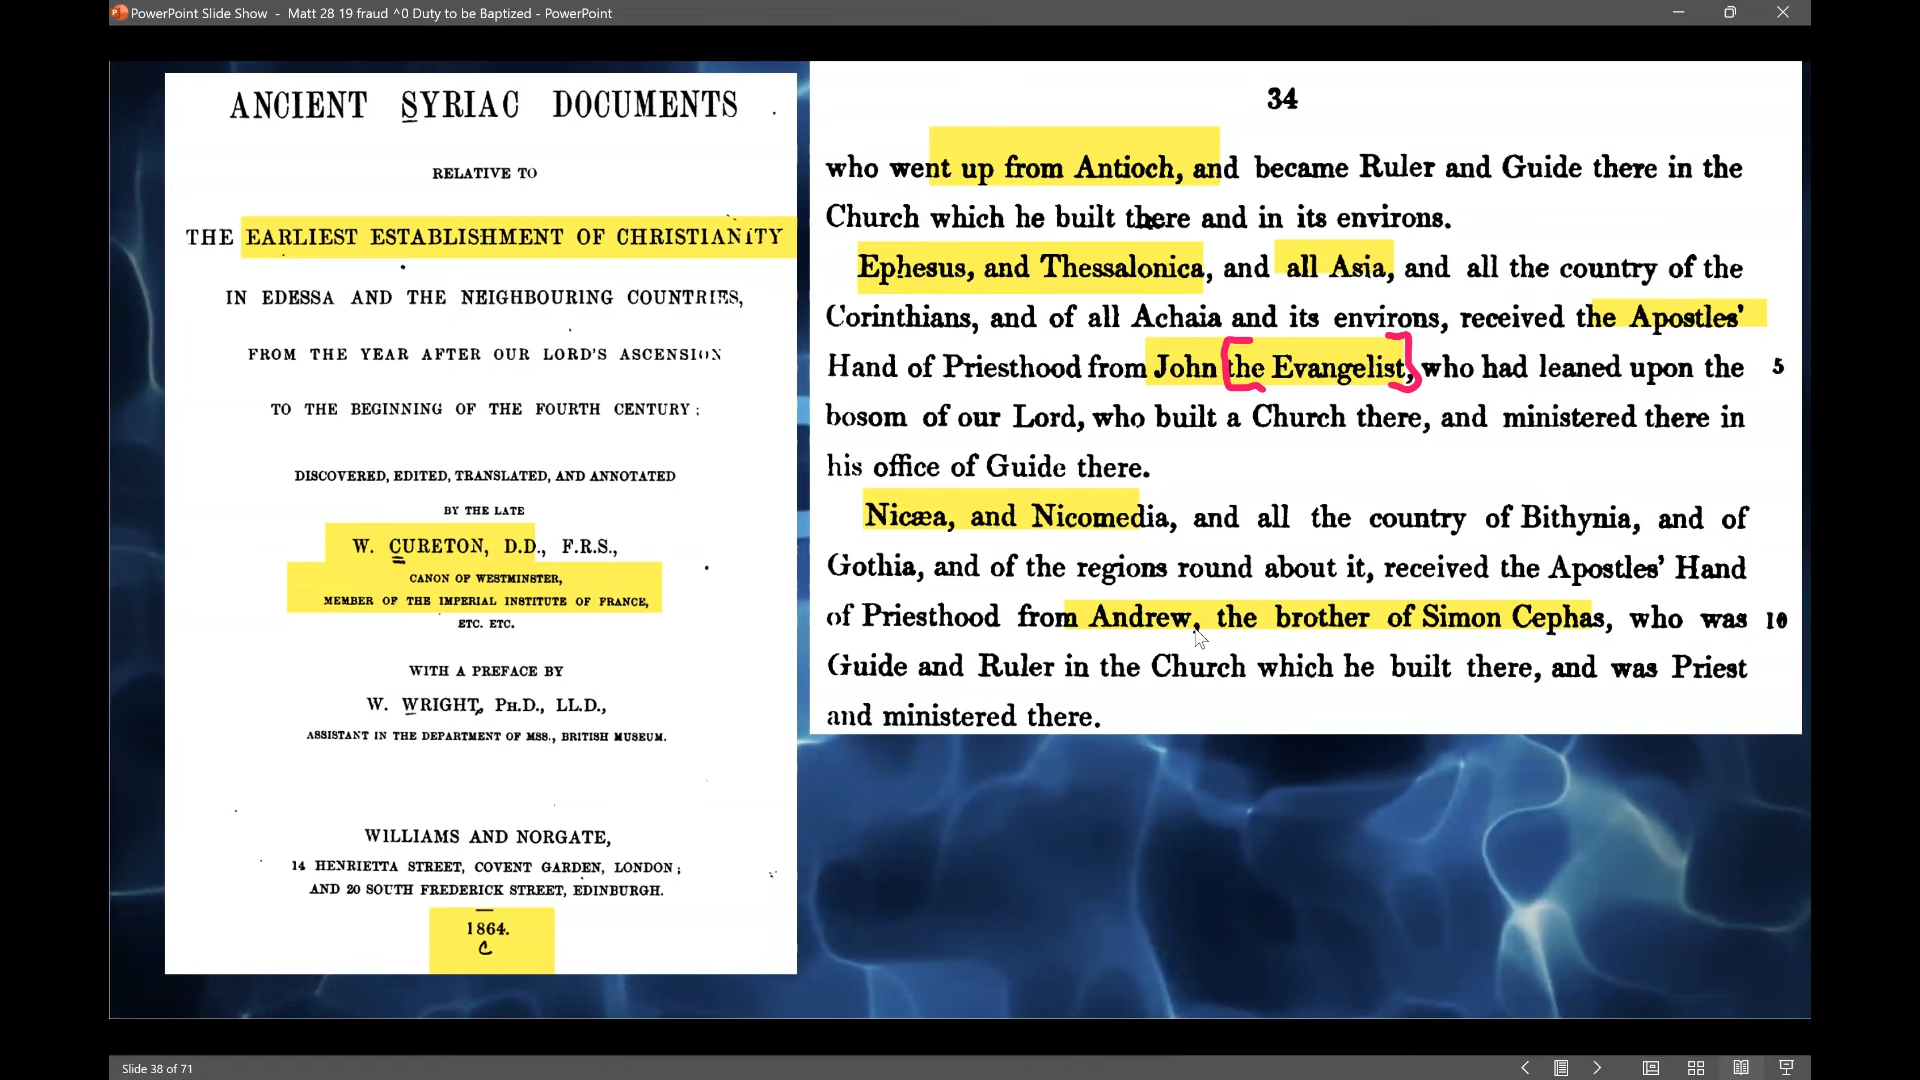 PowerPoint Slide Show - Matt 28 19 fraud ^0 Duty to be Baptized - PowerPoint
ANCIENT SYRIAC DOCUMENTS
RELATIVE TO
THE EARLIEST ESTABLISHMENT OF CHRISTIANITY
IN EDESSA AND THE NEIGHBOURING COUNTRIES,
FROM THE YEAR AFTER OUR LORD'S ASCENSION
TO THE BEGINNING OF THE FOURTH CENTURY;
DISCOVERED, EDITED, TRANSLATED, AND ANNOTATED
BY THE LATE
W. CURETON, D.D., F.R.S.,
CANON OF WESTMINSTER,
MEMBER OF THE IMPERIAL INSTITUTE OF FRANCE,
ETC. ETC.
WITH A PREFACE BY
W. WRIGHT, PH.D., LL.D.,
ASSISTANT IN THE DEPARTMENT OF MSS., BRITISH MUSEUM.
WILLIAMS AND NORGATE,
14 HENRIETTA STREET, COVENT GARDEN, LONDON;
AND 20 SOUTH FREDERICK STREET, EDINBURGH.
1864.
C
34
who went up from Antioch, and became Ruler and Guide there in the
Church which he built there and in its environs.
Ephesus, and Thessalonica, and all Asia, and all the country of the
Corinthians, and of all Achaia and its environs, received the Apostles'
Hand of Priesthood from John [the Evangelist,] who had leaned upon the 5
bosom of our Lord, who built a Church there, and ministered there in
his office of Guide there.
Nicæa, and Nicomedia, and all the country of Bithynia, and of
Gothia, and of the regions round about it, received the Apostles' Hand
of Priesthood from Andrew, the brother of Simon Cephas, who was 10
Guide and Ruler in the Church which he built there, and was Priest
and ministered there.
Slide 38 of 71